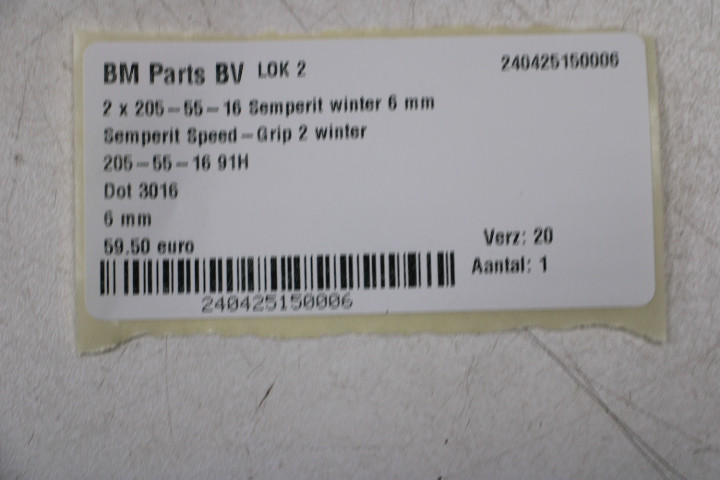 BM Parts BV LOK 2 240425150006
2 x 205-55-16 Semperit winter 6 mm
Semperit Speed-Grip 2 winter
205-55-16 91H
Dot 3016
6 mm
59.50 euro
Verz: 20
Aantal: 1
240425150006